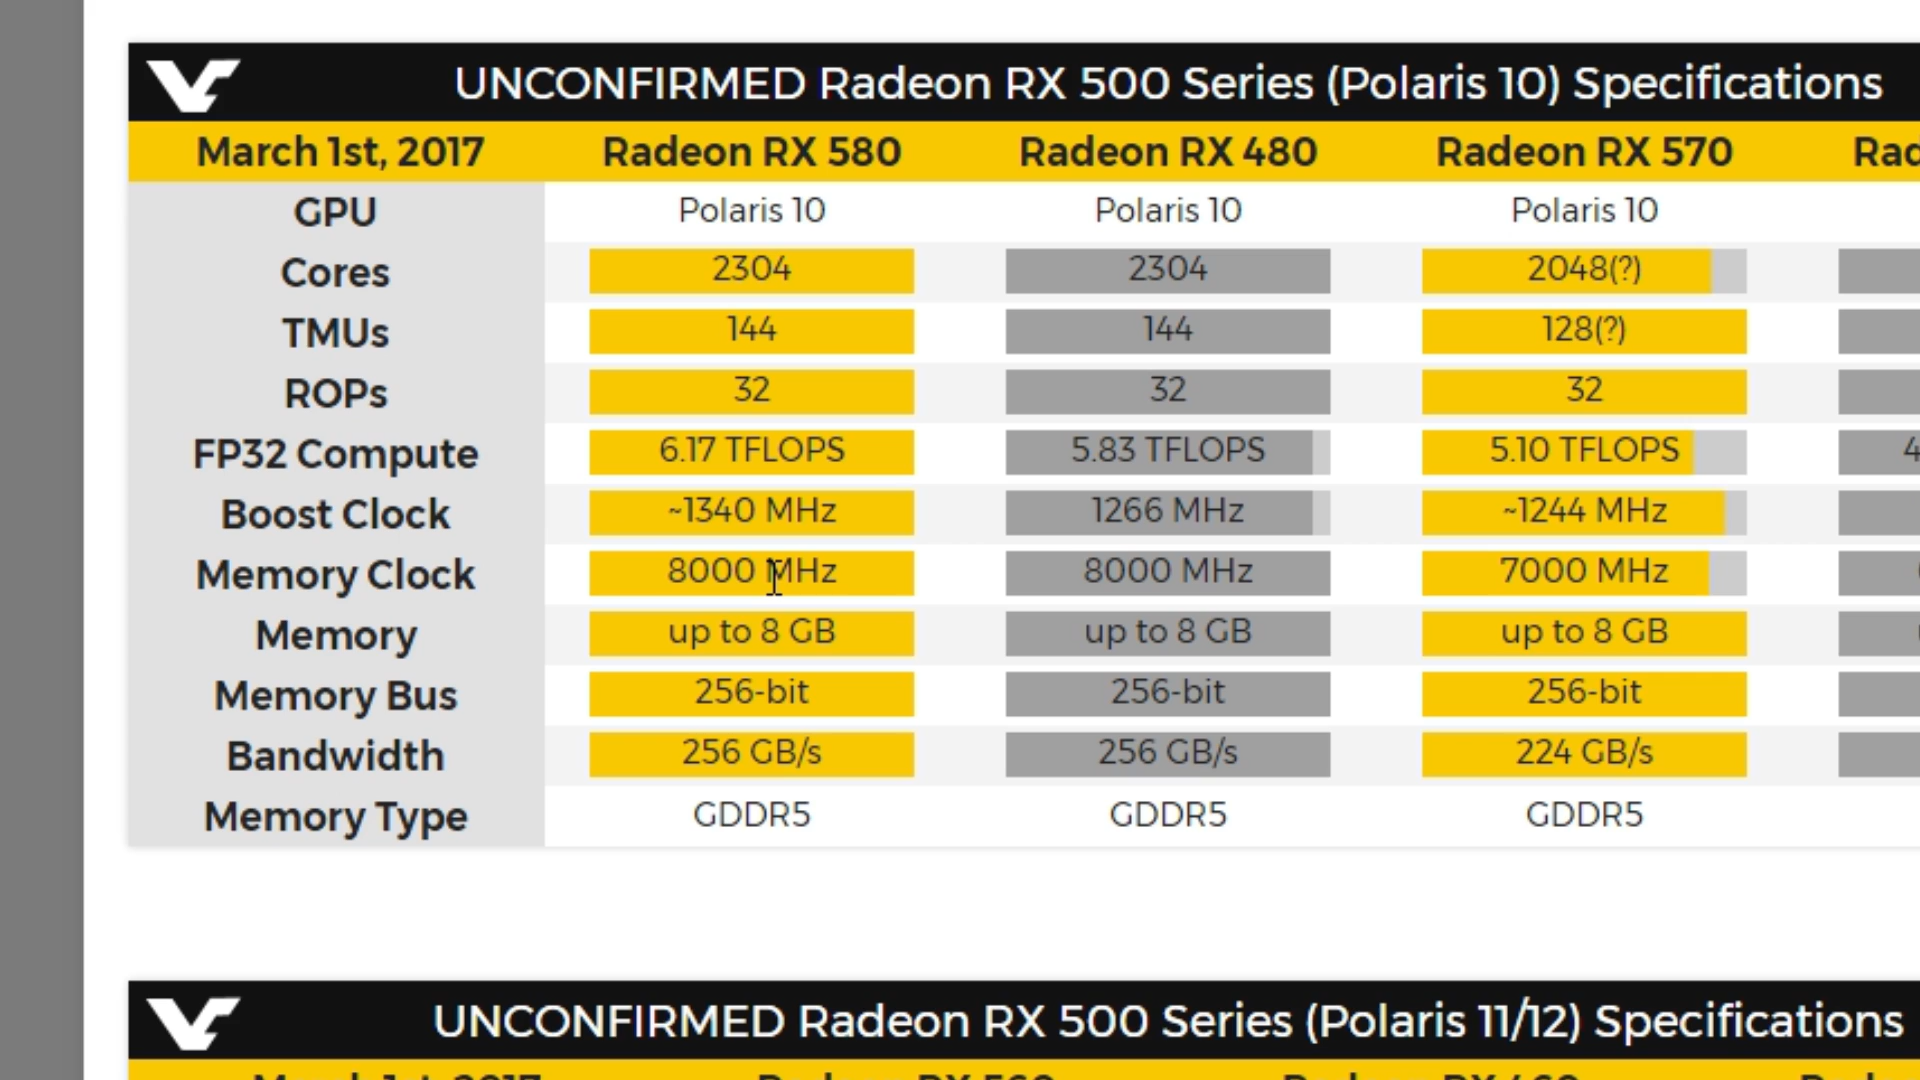 UNCONFIRMED Radeon RX 500 Series (Polaris 10) Specifications
March 1st, 2017 Radeon RX 580 Radeon RX 480 Radeon RX 570
GPU Polaris 10 Polaris 10 Polaris 10
Cores 2304 2304 2048(?)
TMUs 144 144 128(?)
ROPs 32 32 32
FP32 Compute 6.17 TFLOPS 5.83 TFLOPS 5.10 TFLOPS 4
Boost Clock ~1340 MHz 1266 MHz ~1244 MHz
Memory Clock 8000 MHz 8000 MHz 7000 MHz
Memory up to 8 GB up to 8 GB up to 8 GB
Memory Bus 256-bit 256-bit 256-bit
Bandwidth 256 GB/s 256 GB/s 224 GB/s
Memory Type GDDR5 GDDR5 GDDR5
UNCONFIRMED Radeon RX 500 Series (Polaris 11/12) Specifications